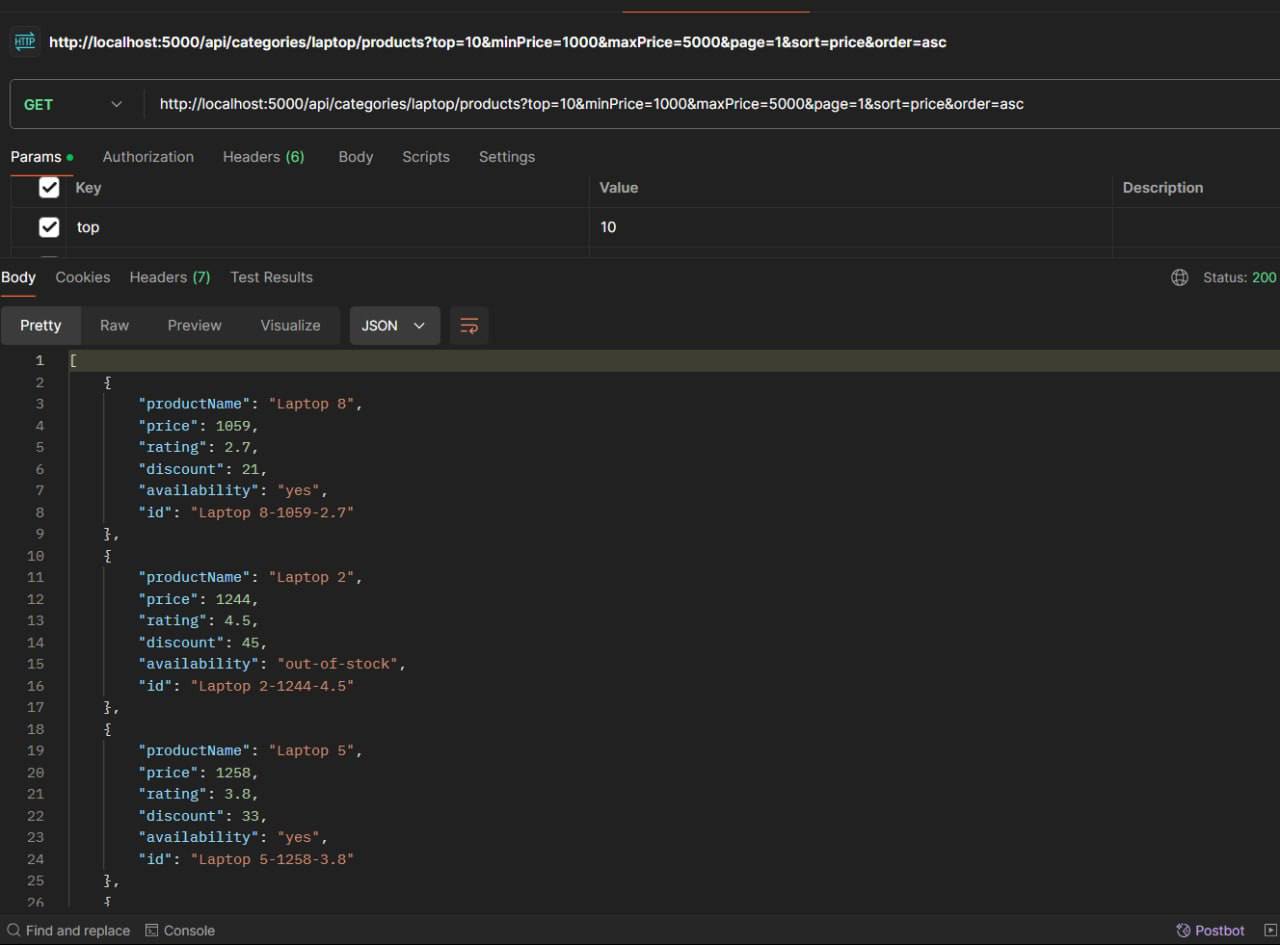 HTTP http://localhost:5000/api/categories/laptop/products?top=10&minPrice=1000&maxPrice=5000&page=1&sort=price&order=asc
GET http://localhost:5000/api/categories/laptop/products?top=10&minPrice=1000&maxPrice=5000&page=1&sort=price&order=asc
Params Authorization Headers (6) Body Scripts Settings
Key Value Description
top 10
Body Cookies Headers (7) Test Results Status: 200
Pretty Raw Preview Visualize JSON
1 [
2 {
3 "productName": "Laptop 8",
4 "price": 1059,
5 "rating": 2.7,
6 "discount": 21,
7 "availability": "yes",
8 "id": "Laptop 8-1059-2.7"
9 },
10 {
11 "productName": "Laptop 2",
12 "price": 1244,
13 "rating": 4.5,
14 "discount": 45,
15 "availability": "out-of-stock",
16 "id": "Laptop 2-1244-4.5"
17 },
18 {
19 "productName": "Laptop 5",
20 "price": 1258,
21 "rating": 3.8,
22 "discount": 33,
23 "availability": "yes",
24 "id": "Laptop 5-1258-3.8"
25 },
26 {
Find and replace Console Postbot